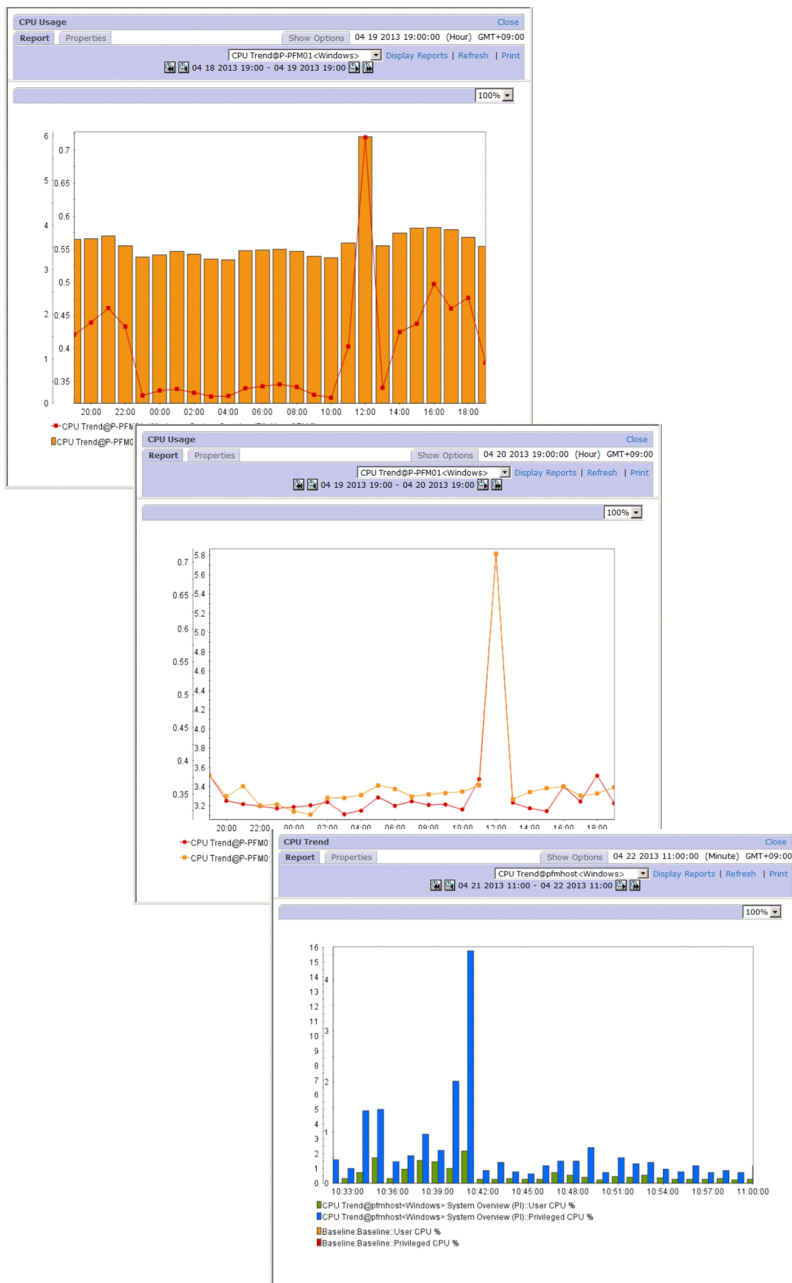 CPU Usage Close
Report Properties Show Options 04 19 2013 19:00:00 (Hour) GMT+09:00
CPU Trend@P-PFM01<Windows> Display Reports | Refresh | Print
04 18 2013 19:00 - 04 19 2013 19:00
100%
6
5
4
3
2
1
0
0.7
0.65
0.6
0.55
0.5
0.45
0.4
0.35
20:00 22:00 00:00 02:00 04:00 06:00 08:00 10:00 12:00 14:00 16:00 18:00
CPU Trend@P-PFM01
CPU Trend@P-PFM0
CPU Usage Close
Report Properties Show Options 04 20 2013 19:00:00 (Hour) GMT+09:00
CPU Trend@P-PFM01<Windows> Display Reports | Refresh | Print
04 19 2013 19:00 - 04 20 2013 19:00
100%
0.7
0.65
0.6
0.55
0.5
0.45
0.4
0.35
5.8
5.6
5.4
5.2
5.0
4.8
4.6
4.4
4.2
4.0
3.8
3.6
3.4
3.2
20:00 22:00 00:00 02:00 04:00 06:00 08:00 10:00 12:00 14:00 16:00 18:00
CPU Trend@P-PFM01
CPU Trend@P-PFM0
CPU Trend Close
Report Properties Show Options 04 22 2013 11:00:00 (Minute) GMT+09:00
CPU Trend@pfmhost<Windows> Display Reports | Refresh | Print
04 21 2013 11:00 - 04 22 2013 11:00
100%
16
15
14
13
12
11
10
9
8
7
6
5
4
3
2
1
0
4
3
2
1
0
10:33:00 10:36:00 10:39:00 10:42:00 10:45:00 10:48:00 10:51:00 10:54:00 10:57:00 11:00:00
CPU Trend@pfmhost<Windows>:System Overview (PI)::User CPU %
CPU Trend@pfmhost<Windows>:System Overview (PI)::Privileged CPU %
Baseline:Baseline::User CPU %
Baseline:Baseline::Privileged CPU %